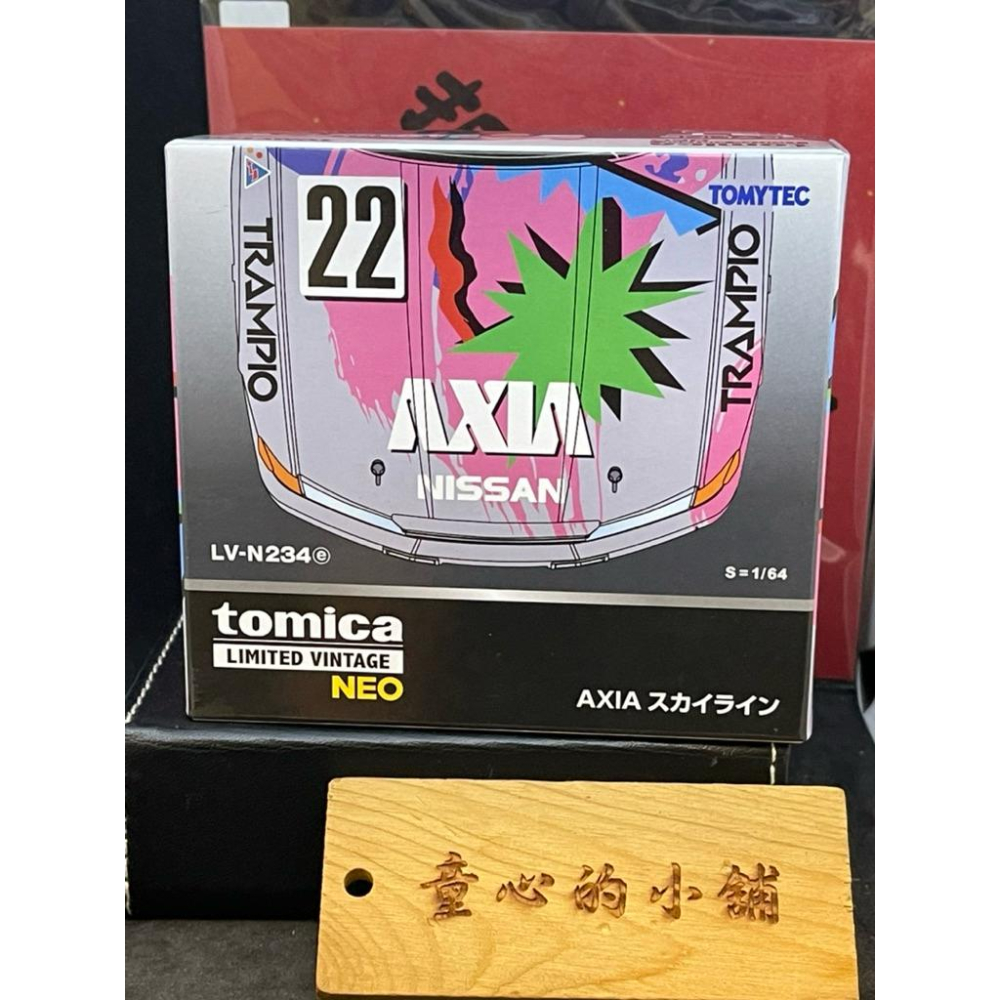 22
TOMYTEC
TRAMPIO
TRAMPIO
AXIA
NISSAN
LV-N234ⓔ
S=1/64
tomica
LIMITED VINTAGE
NEO
AXIA スカイライン
童心的小舖